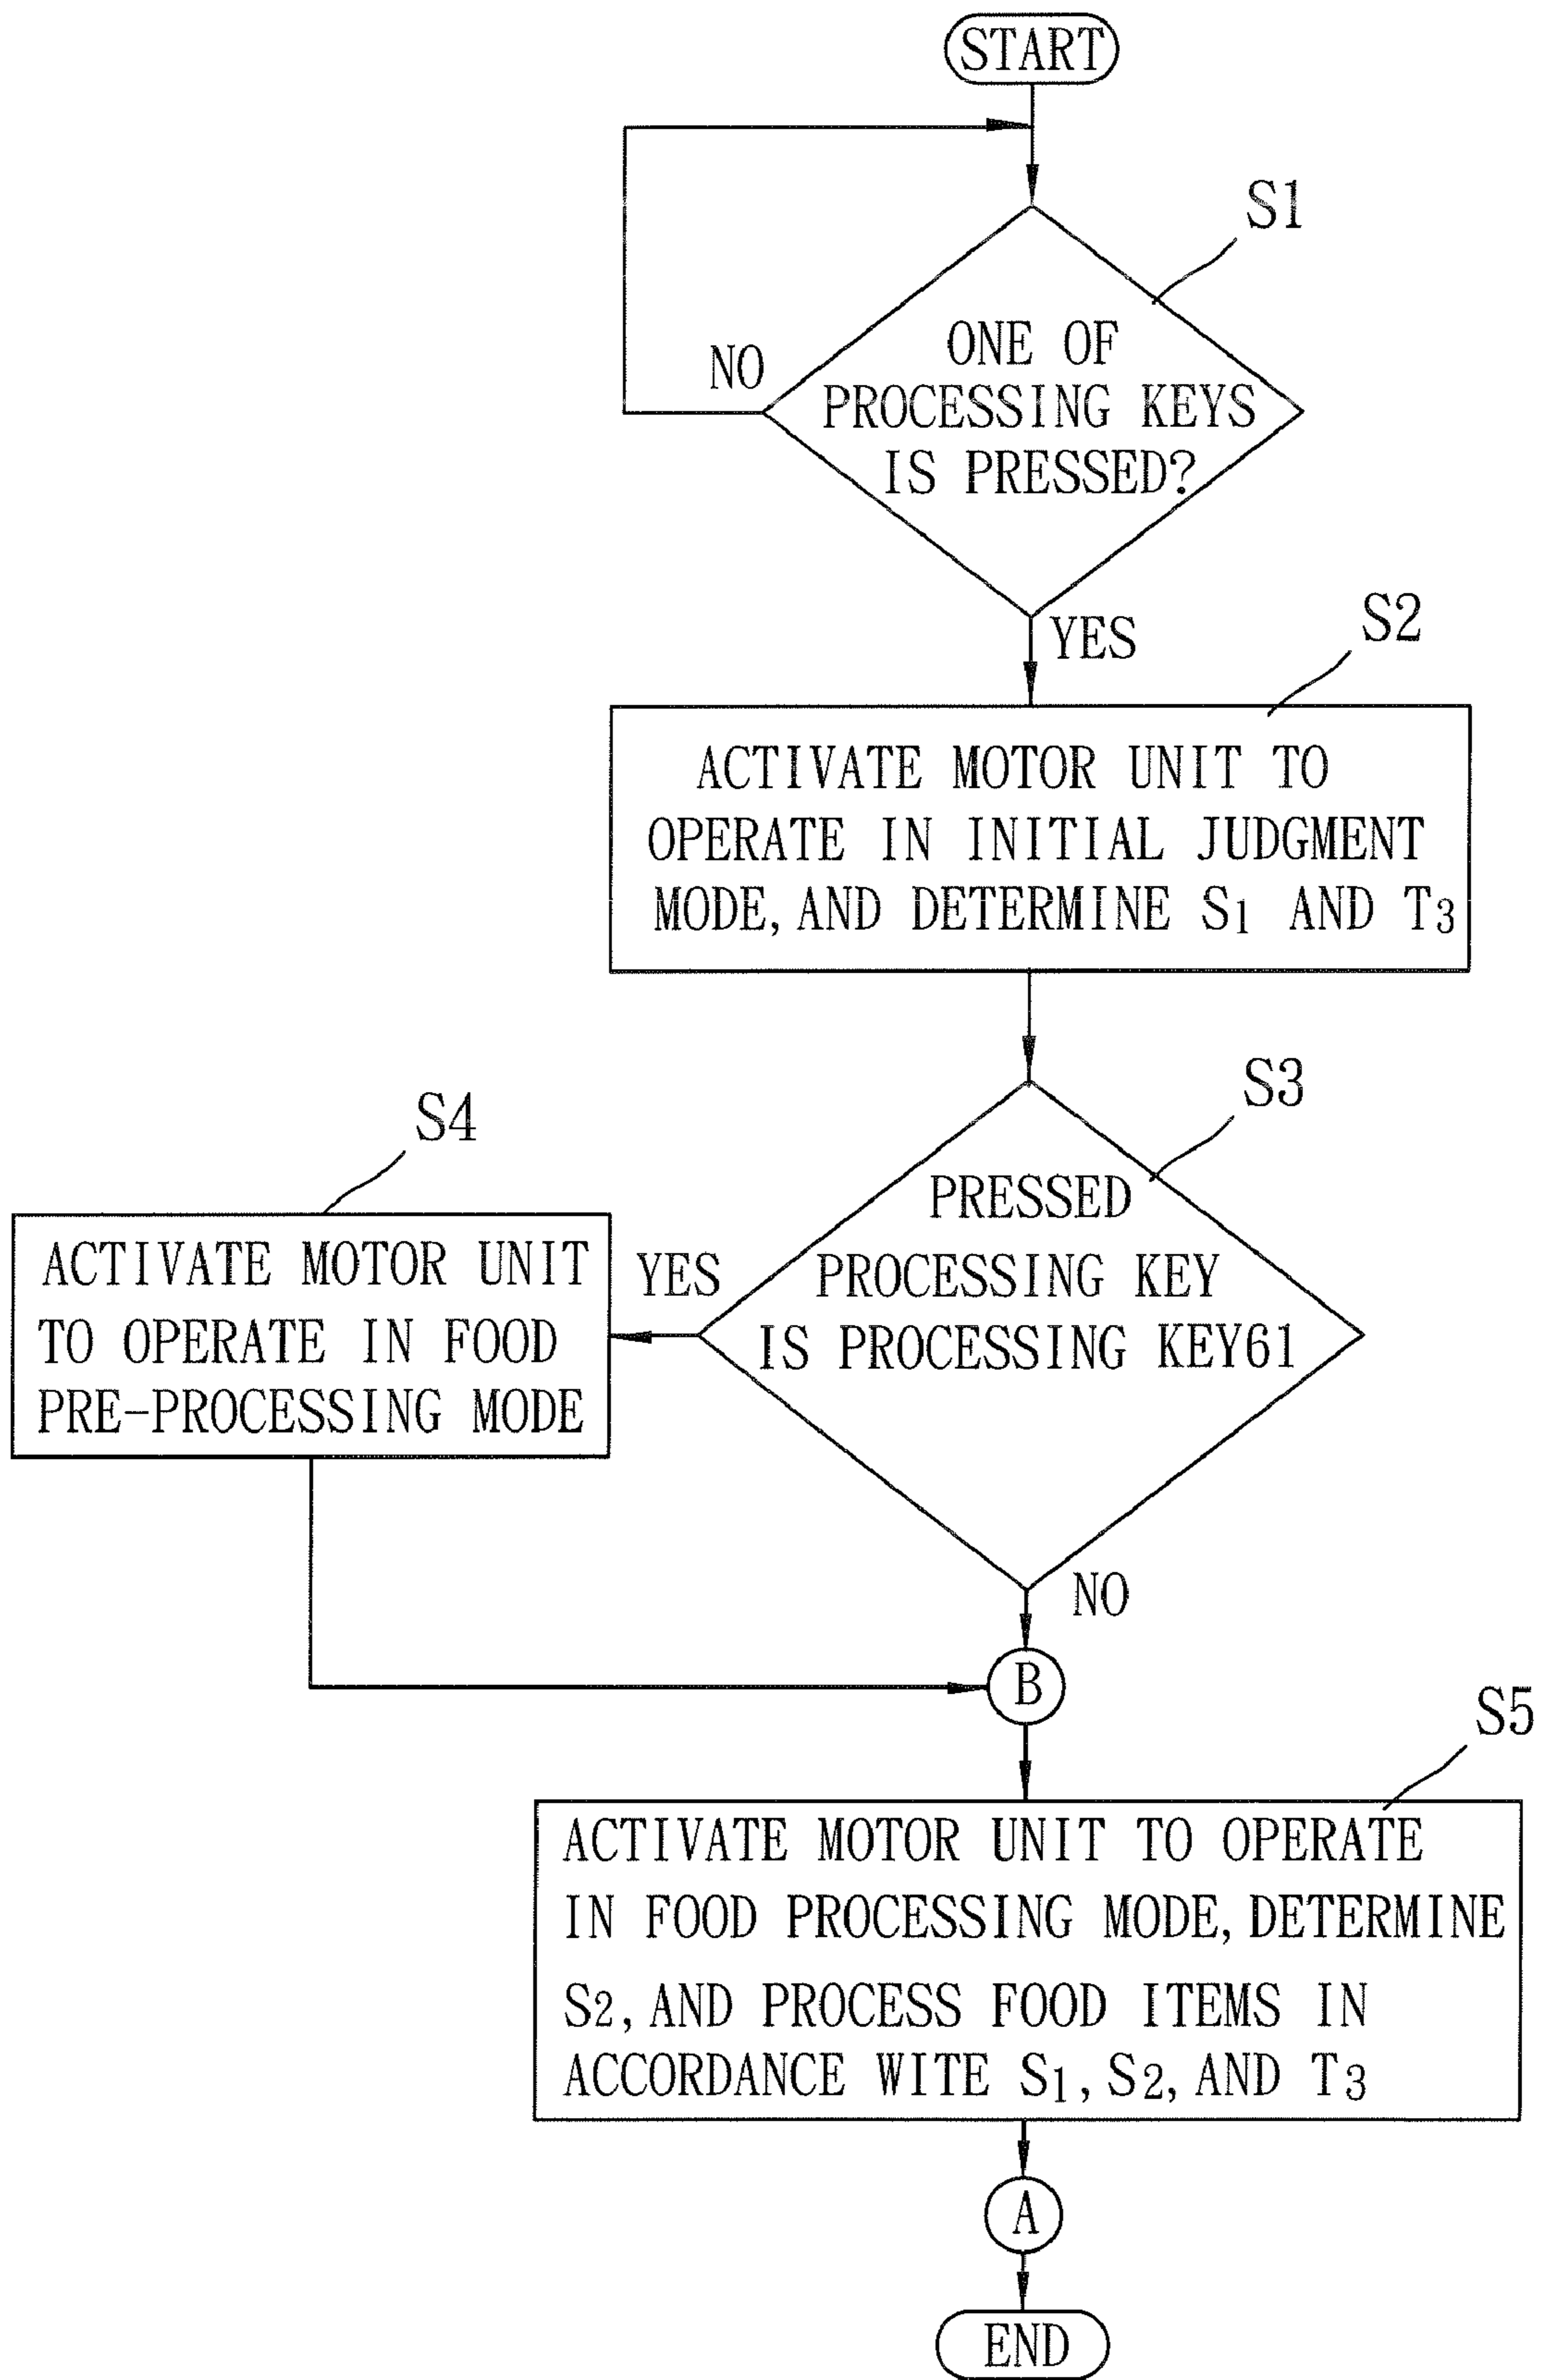 START
S1
NO
ONE OF
PROCESSING KEYS
IS PRESSED?
YES
S2
ACTIVATE MOTOR UNIT TO
OPERATE IN INITIAL JUDGMENT
MODE, AND DETERMINE S1 AND T3
S3
S4
PRESSED
PROCESSING KEY
IS PROCESSING KEY61
YES
ACTIVATE MOTOR UNIT
TO OPERATE IN FOOD
PRE-PROCESSING MODE
NO
B
S5
ACTIVATE MOTOR UNIT TO OPERATE
IN FOOD PROCESSING MODE, DETERMINE
S2, AND PROCESS FOOD ITEMS IN
ACCORDANCE WITE S1, S2, AND T3
A
END